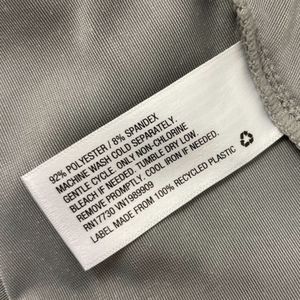 92% POLYESTER / 8% SPANDEX
MACHINE WASH COLD SEPARATELY.
GENTLE CYCLE. ONLY NON-CHLORINE
BLEACH IF NEEDED. TUMBLE DRY LOW.
REMOVE PROMPTLY. COOL IRON IF NEEDED.
RN17730 VN1989909
LABEL MADE FROM 100% RECYCLED PLASTIC